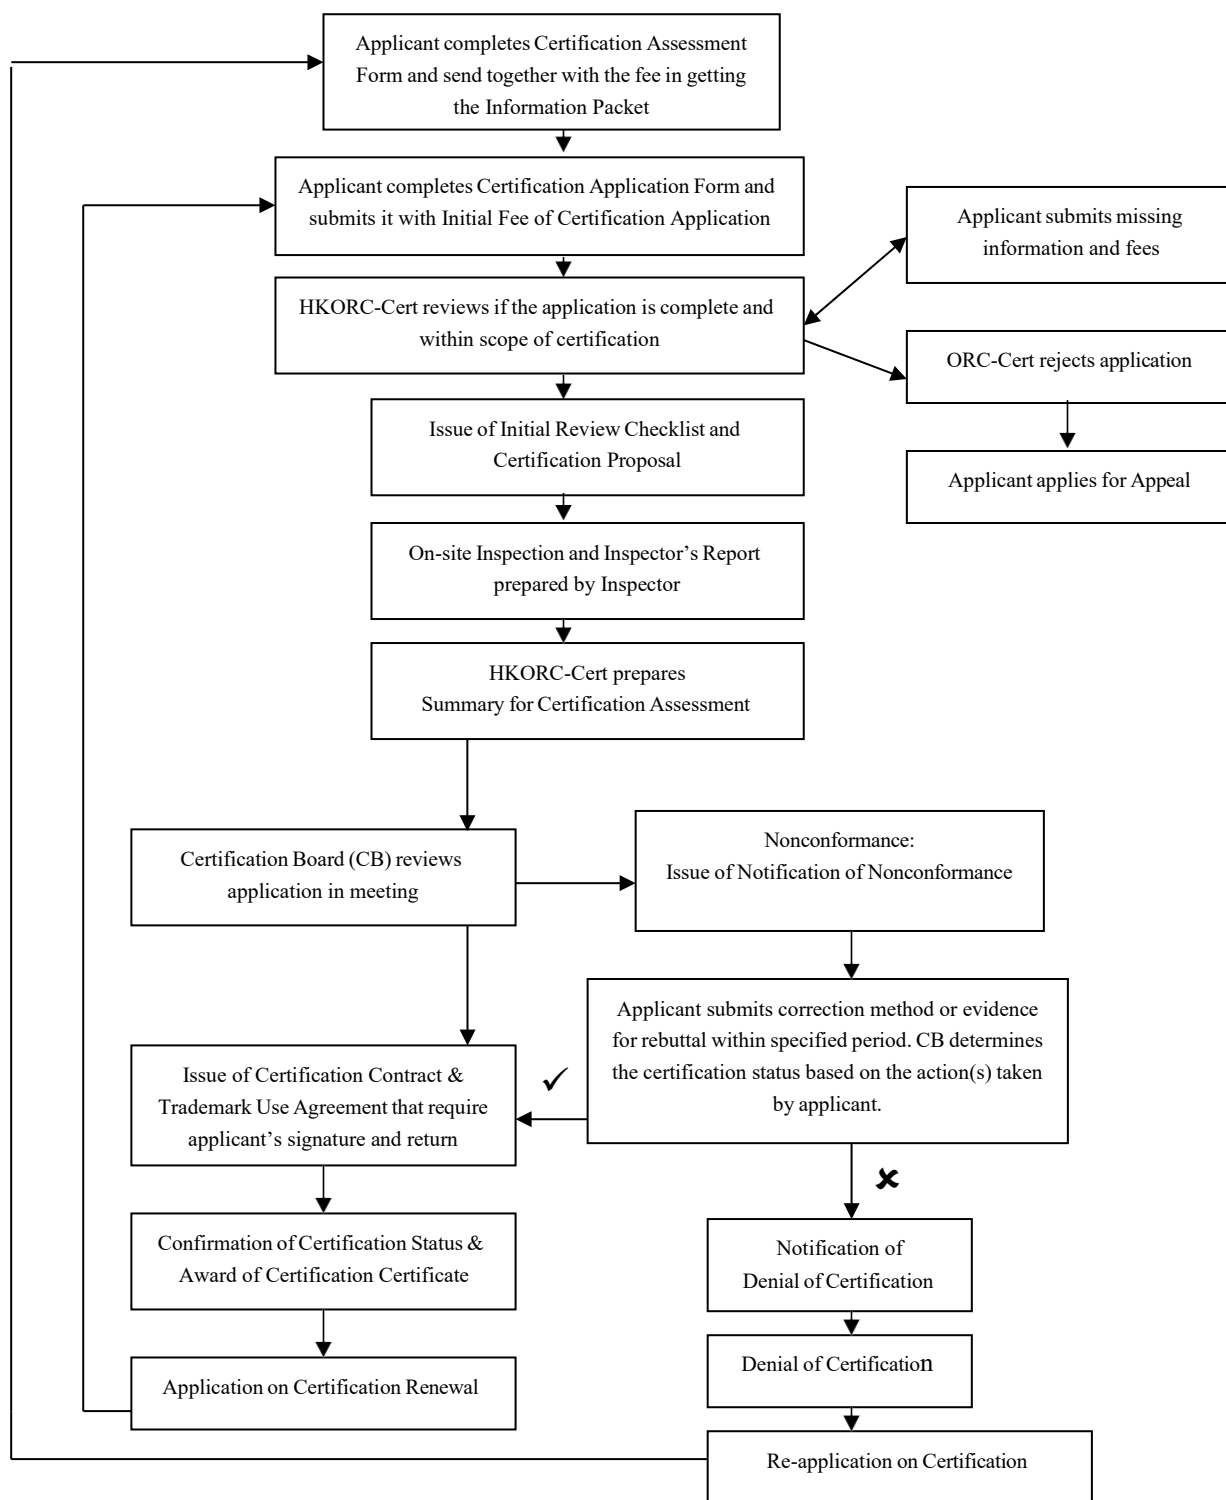 Applicant completes Certification Assessment
Form and send together with the fee in getting
the Information Packet
Applicant completes Certification Application Form and
submits it with Initial Fee of Certification Application
Applicant submits missing
information and fees
HKORC-Cert reviews if the application is complete and
within scope of certification
ORC-Cert rejects application
Issue of Initial Review Checklist and
Certification Proposal
Applicant applies for Appeal
On-site Inspection and Inspector’s Report
prepared by Inspector
HKORC-Cert prepares
Summary for Certification Assessment
Certification Board (CB) reviews
application in meeting
Nonconformance:
Issue of Notification of Nonconformance
Applicant submits correction method or evidence
for rebuttal within specified period. CB determines
the certification status based on the action(s) taken
by applicant.
Issue of Certification Contract &
Trademark Use Agreement that require
applicant’s signature and return
✓
✘
Confirmation of Certification Status &
Award of Certification Certificate
Notification of
Denial of Certification
Denial of Certification
Application on Certification Renewal
Re-application on Certification